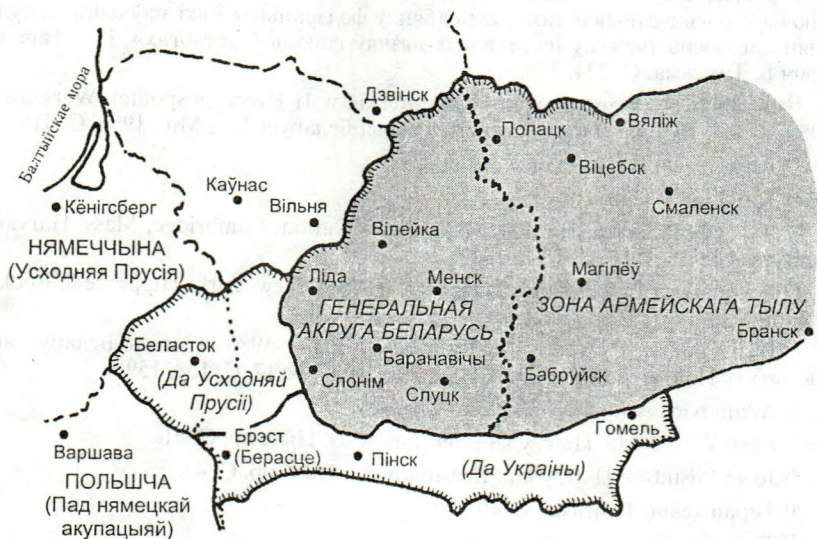 Балтыйскае мора
Дзвінск
Полацк
Вяліж
Віцебск
Смаленск
Каўнас
Вільня
Кёнігсберг
НЯМЕЧЧЫНА
(Усходняя Прусія)
Вілейка
Ліда
Менск
Магілёў
ГЕНЕРАЛЬНАЯ
АКРУГА БЕЛАРУСЬ
ЗОНА АРМЕЙСКАГА ТЫЛУ
Бранск
Беласток
(Да Усходняй
Прусіі)
Баранавічы
Слонім
Слуцк
Бабруйск
Гомель
Варшава
Брэст
(Берасце)
Пінск
(Да Украіны)
ПОЛЬШЧА
(Пад нямецкай
акупацыяй)